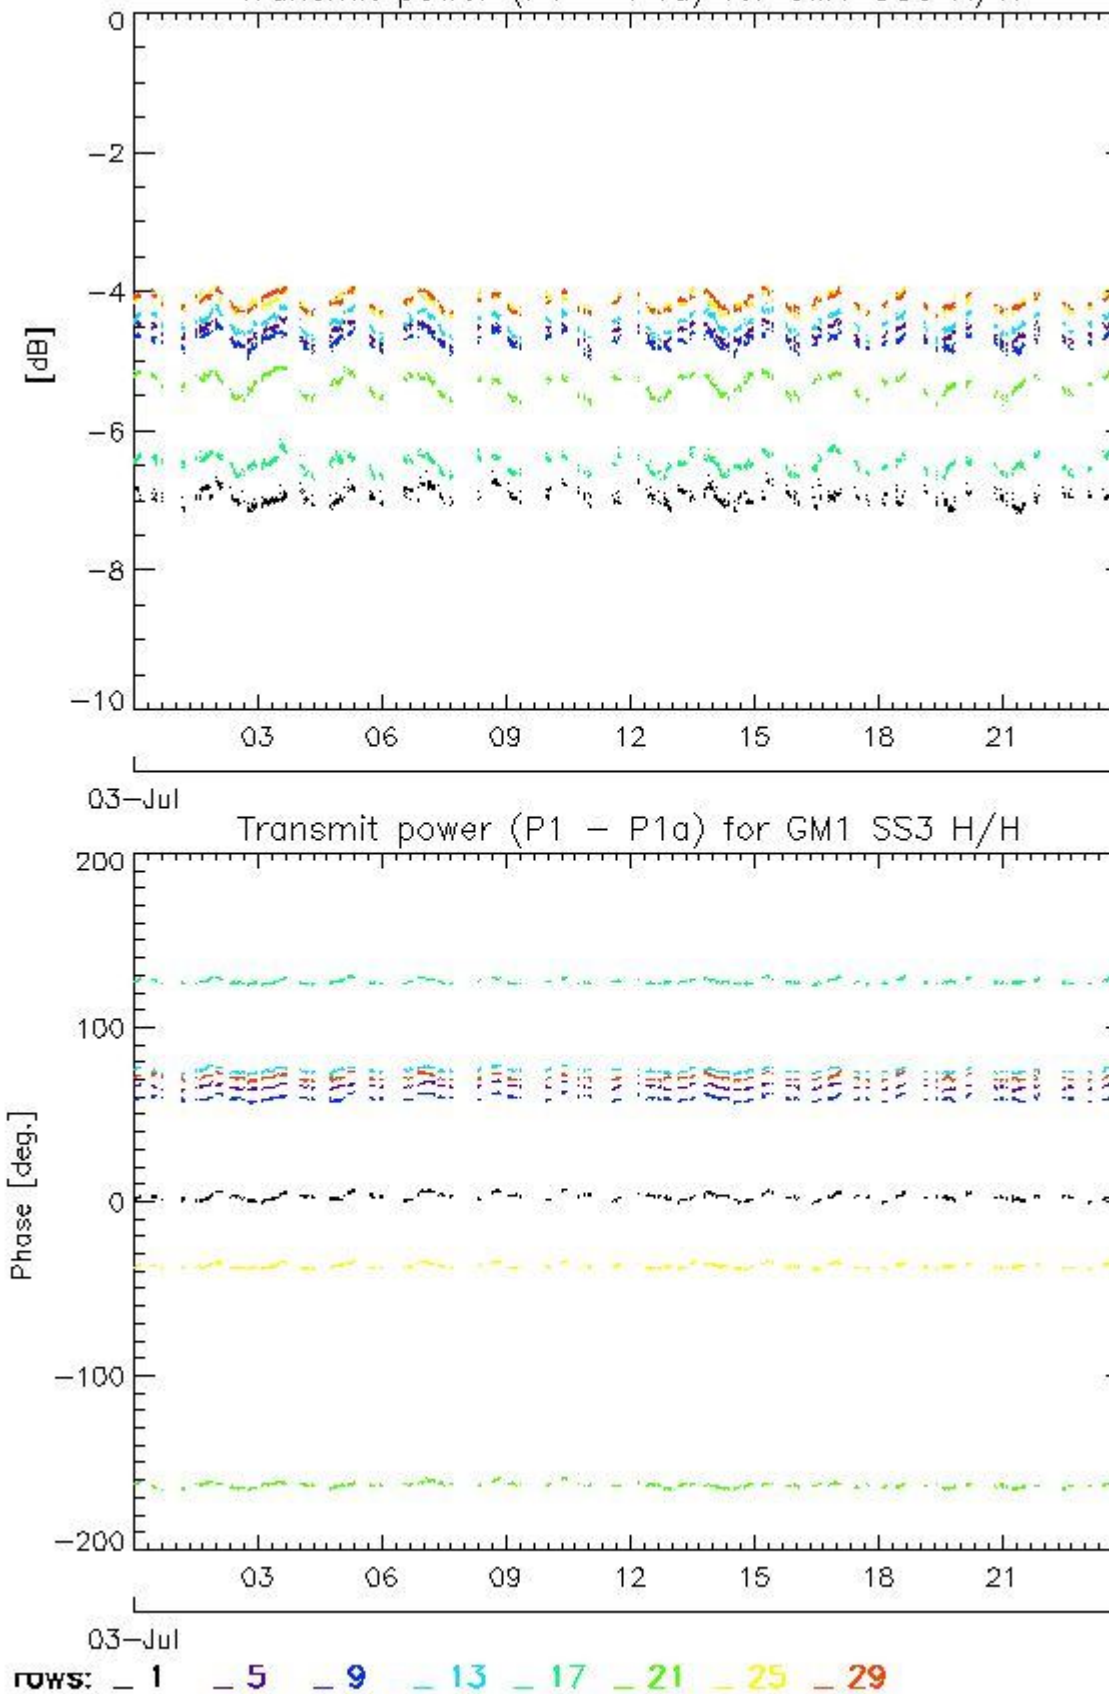 0
−2
−4
[dB]
−6
−8
−10
03 06 09 12 15 18 21
03−Jul
Transmit power (P1 − P1a) for GM1 SS3 H/H
200
100
Phase [deg.]
0
−100
−200
03 06 09 12 15 18 21
03−Jul
rows: _ 1 _ 5 _ 9 _ 13 _ 17 _ 21 _ 25 _ 29